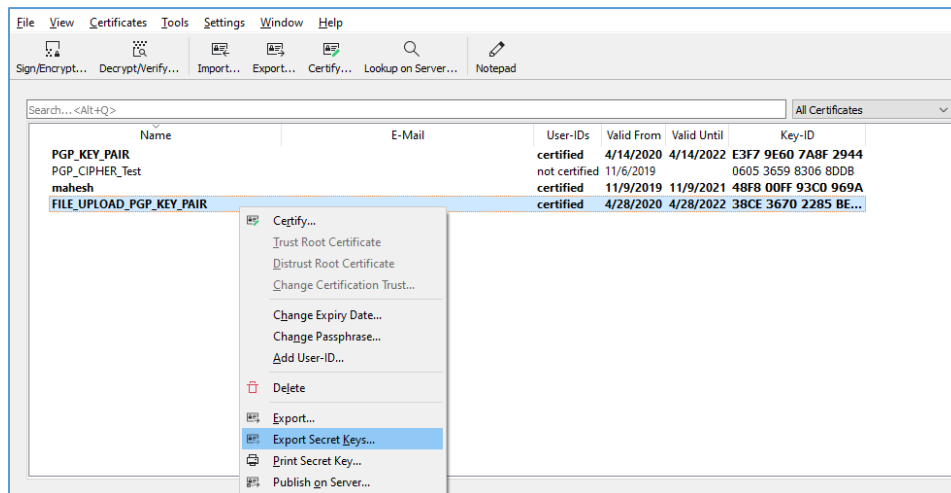 File View Certificates Tools Settings Window Help
Sign/Encrypt... Decrypt/Verify... Import... Export... Certify... Lookup on Server... Notepad
Search... <Alt+Q> All Certificates
Name E-Mail User-IDs Valid From Valid Until Key-ID
PGP_KEY_PAIR certified 4/14/2020 4/14/2022 E3F7 9E60 7A8F 2944
PGP_CIPHER_Test not certified 11/6/2019 0605 3659 8306 8DDB
mahesh certified 11/9/2019 11/9/2021 48F8 00FF 93C0 969A
FILE_UPLOAD_PGP_KEY_PAIR certified 4/28/2020 4/28/2022 38CE 3670 2285 BE...
Certify...
Trust Root Certificate
Distrust Root Certificate
Change Certification Trust...
Change Expiry Date...
Change Passphrase...
Add User-ID...
Delete
Export...
Export Secret Keys...
Print Secret Key...
Publish on Server...